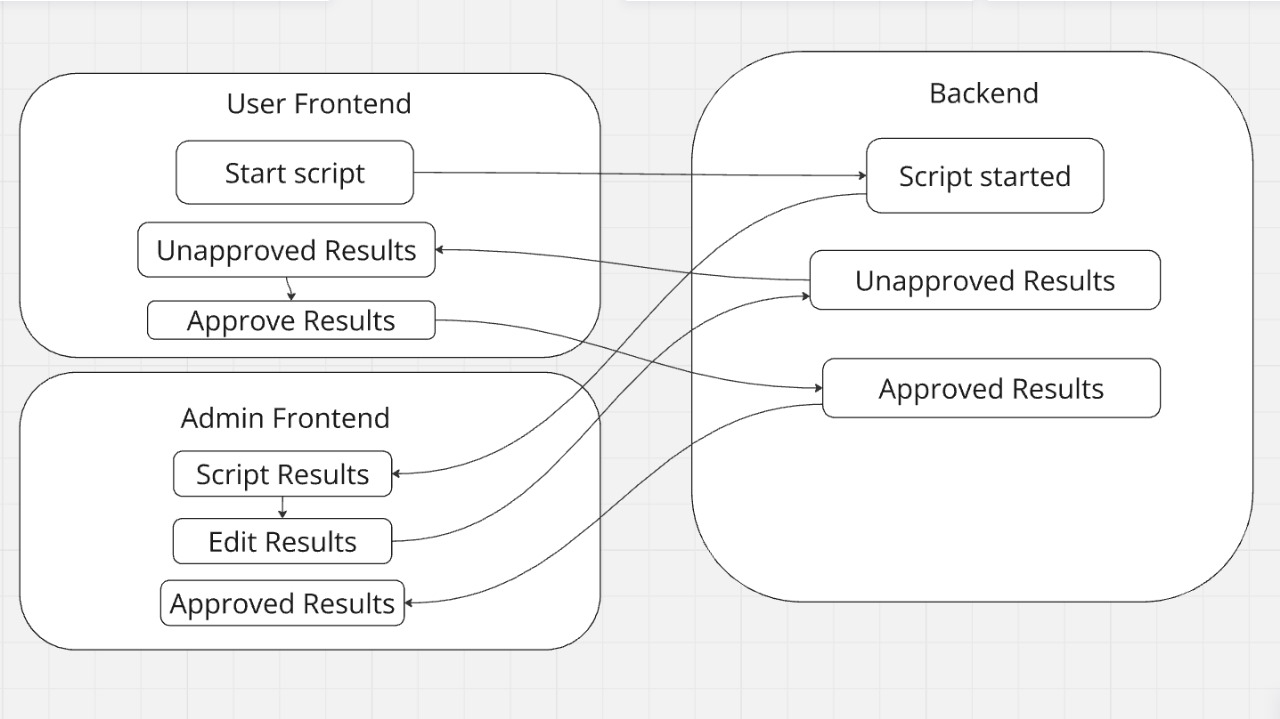 User Frontend
Start script
Unapproved Results
Approve Results
Admin Frontend
Script Results
Edit Results
Approved Results
Backend
Script started
Unapproved Results
Approved Results